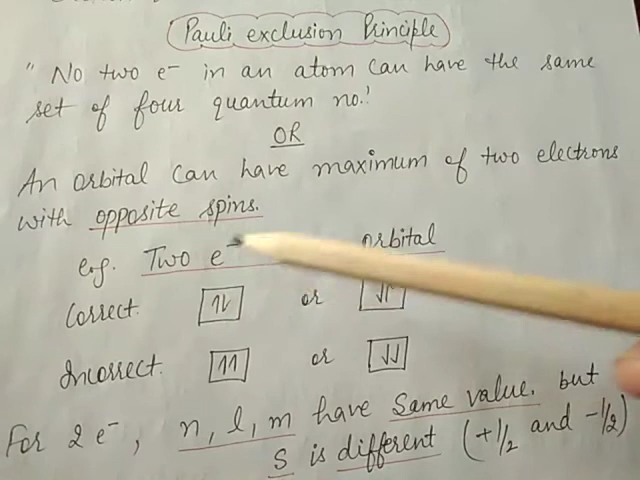 Pauli exclusion Principle
" No two e⁻ in an atom can have the same
set of four quantum no."
OR
An orbital can have maximum of two electrons
with opposite spins.
e.g. Two e⁻ orbital
Correct. ↿⇂ or ⇃↾
Incorrect. ↿↿ or ⇃⇃
For 2 e⁻, n, l, m have Same value. but
S is different (+1/2 and -1/2)